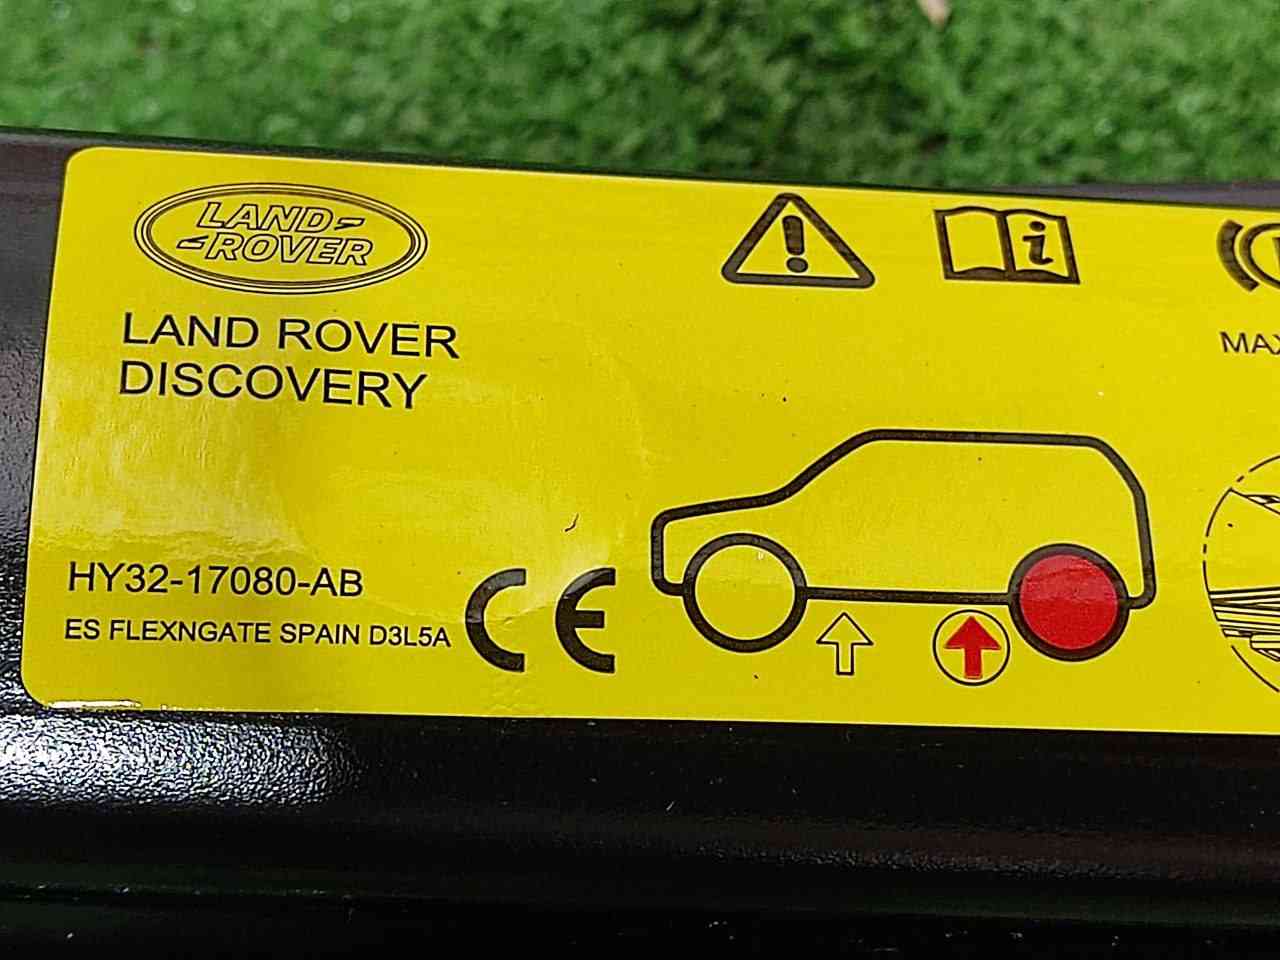 LAND
ROVER
LAND ROVER
DISCOVERY
HY32-17080-AB
ES FLEXNGATE SPAIN D3L5A
CE
i